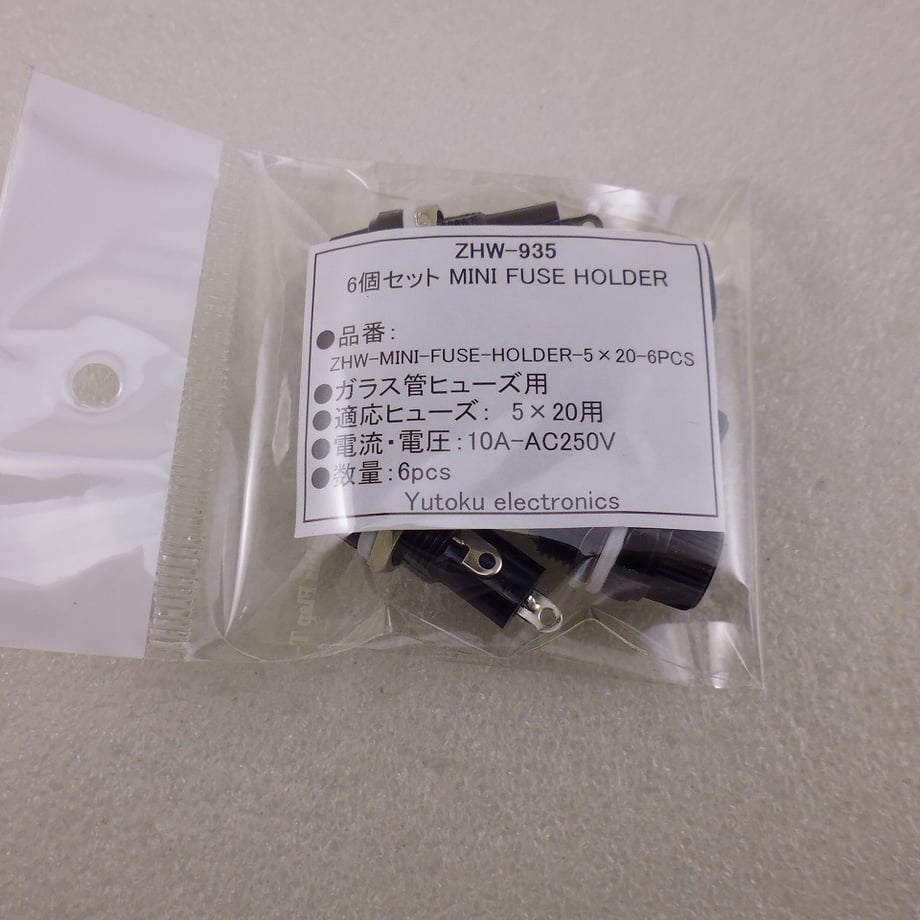 ZHW-935
6個セット MINI FUSE HOLDER
●品番：
ZHW-MINI-FUSE-HOLDER-5×20-6PCS
●ガラス管ヒューズ用
●適応ヒューズ： 5×20用
●電流・電圧：10A-AC250V
●数量：6pcs
Yutoku electronics